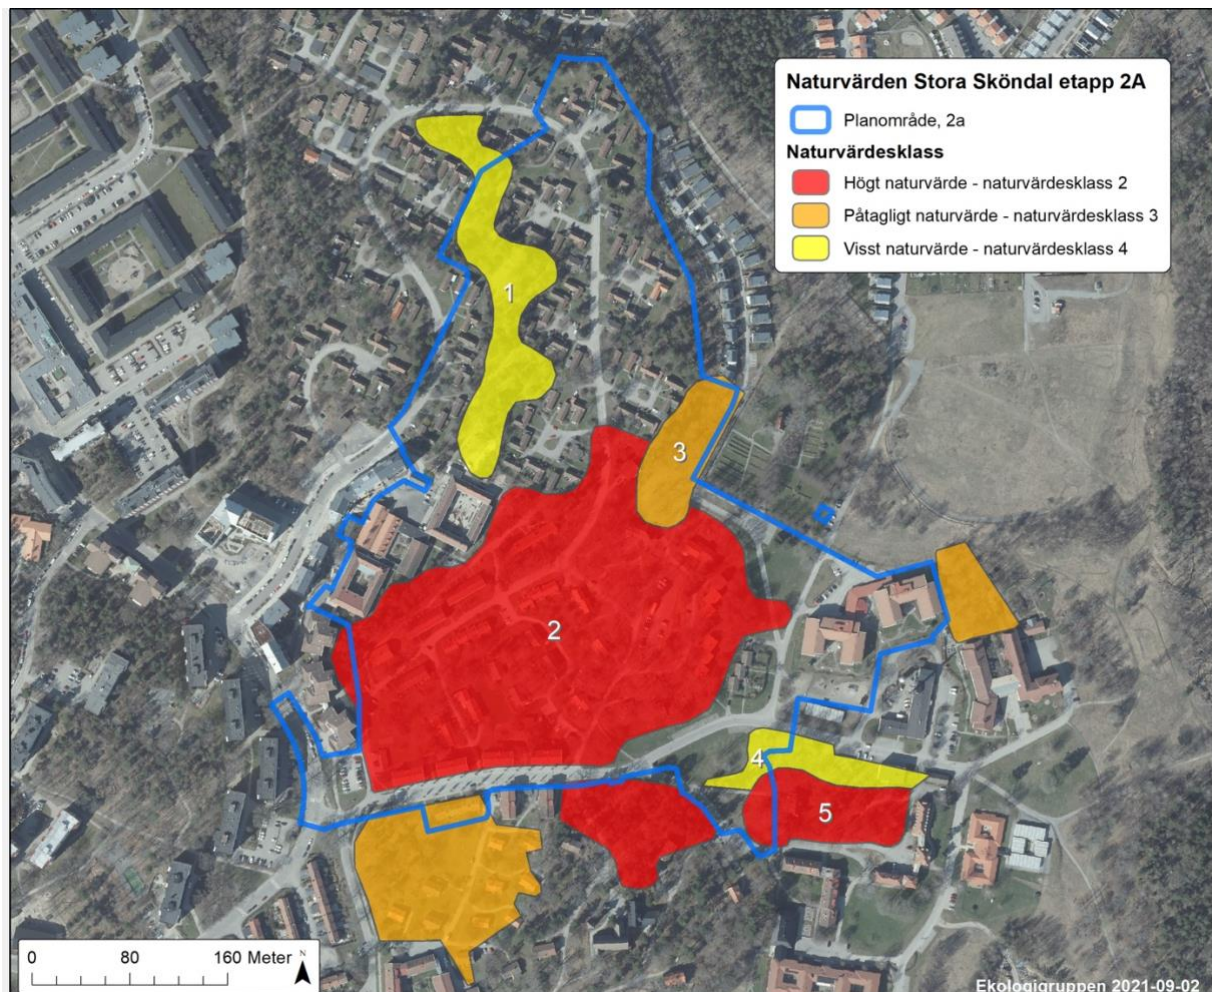 Naturvärden Stora Sköndal etapp 2A
Planområde, 2a
Naturvärdesklass
Högt naturvärde - naturvärdesklass 2
Påtagligt naturvärde - naturvärdesklass 3
Visst naturvärde - naturvärdesklass 4
1
3
2
4
5
0 80 160 Meter
N
Ekologigruppen 2021-09-02